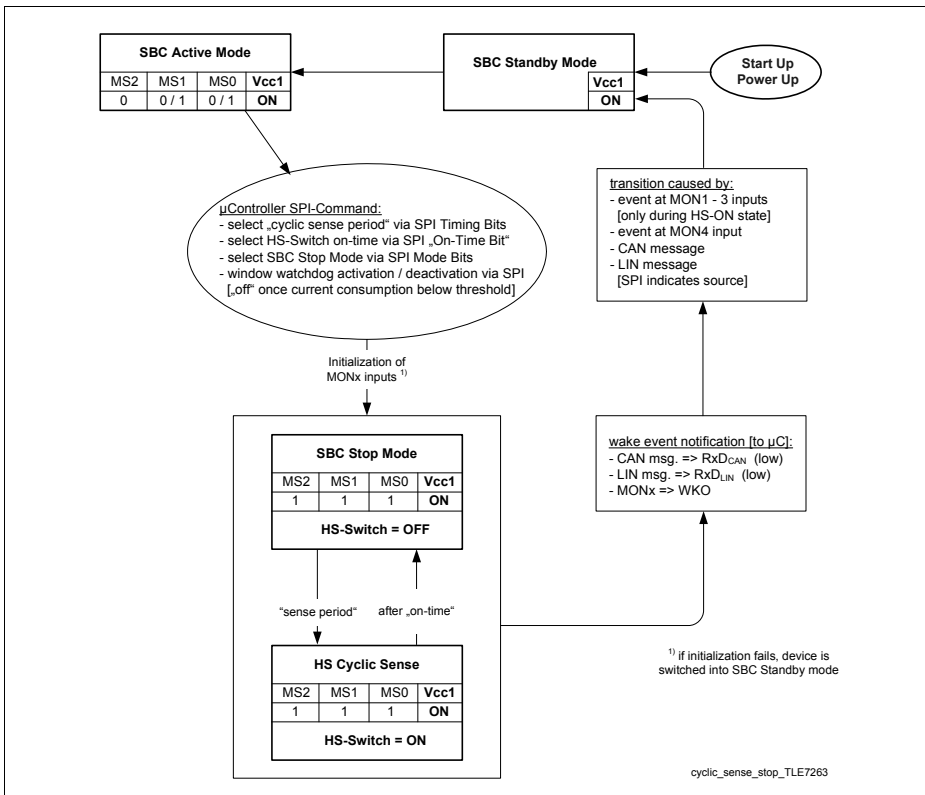 SBC Active Mode
MS2 MS1 MS0 Vcc1
0 0 / 1 0 / 1 ON
SBC Standby Mode
Vcc1
ON
Start Up
Power Up
µController SPI-Command:
- select „cyclic sense period“ via SPI Timing Bits
- select HS-Switch on-time via SPI „On-Time Bit“
- select SBC Stop Mode via SPI Mode Bits
- window watchdog activation / deactivation via SPI
[„off“ once current consumption below threshold]
transition caused by:
- event at MON1 - 3 inputs
[only during HS-ON state]
- event at MON4 input
- CAN message
- LIN message
[SPI indicates source]
Initialization of
MONx inputs 1)
SBC Stop Mode
MS2 MS1 MS0 Vcc1
1 1 1 ON
HS-Switch = OFF
“sense period“ after „on-time“
HS Cyclic Sense
MS2 MS1 MS0 Vcc1
1 1 1 ON
HS-Switch = ON
wake event notification [to µC]:
- CAN msg. => RxDCAN (low)
- LIN msg. => RxDLIN (low)
- MONx => WKO
1) if initialization fails, device is
switched into SBC Standby mode
cyclic_sense_stop_TLE7263